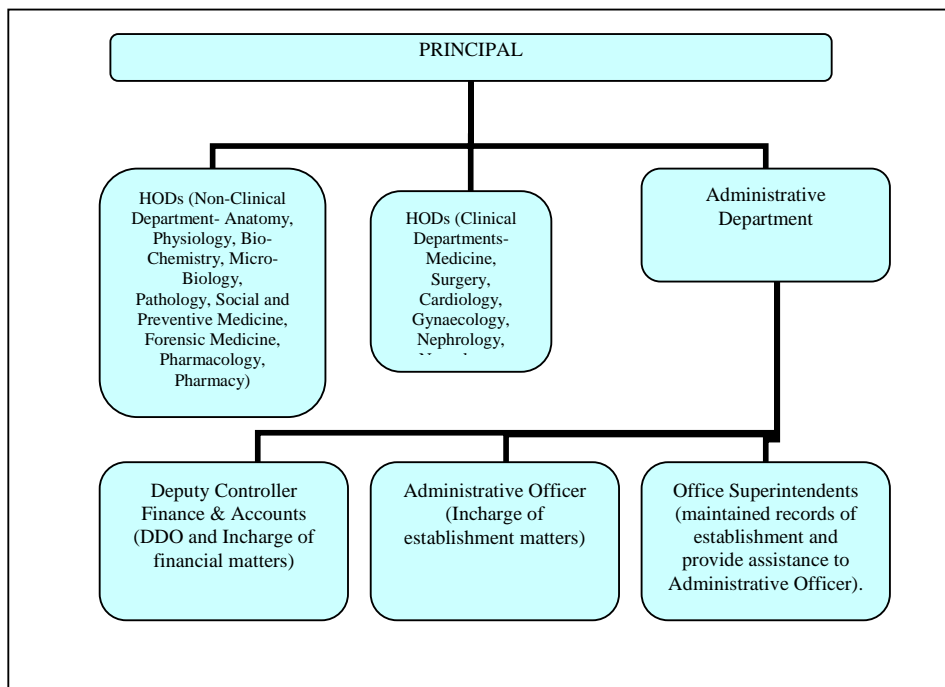 PRINCIPAL
HODs (Non-Clinical
Department- Anatomy,
Physiology, Bio-
Chemistry, Micro-
Biology,
Pathology, Social and
Preventive Medicine,
Forensic Medicine,
Pharmacology,
Pharmacy)
HODs (Clinical
Departments-
Medicine,
Surgery,
Cardiology,
Gynaecology,
Nephrology,
Administrative
Department
Deputy Controller
Finance & Accounts
(DDO and Incharge of
financial matters)
Administrative Officer
(Incharge of
establishment matters)
Office Superintendents
(maintained records of
establishment and
provide assistance to
Administrative Officer).